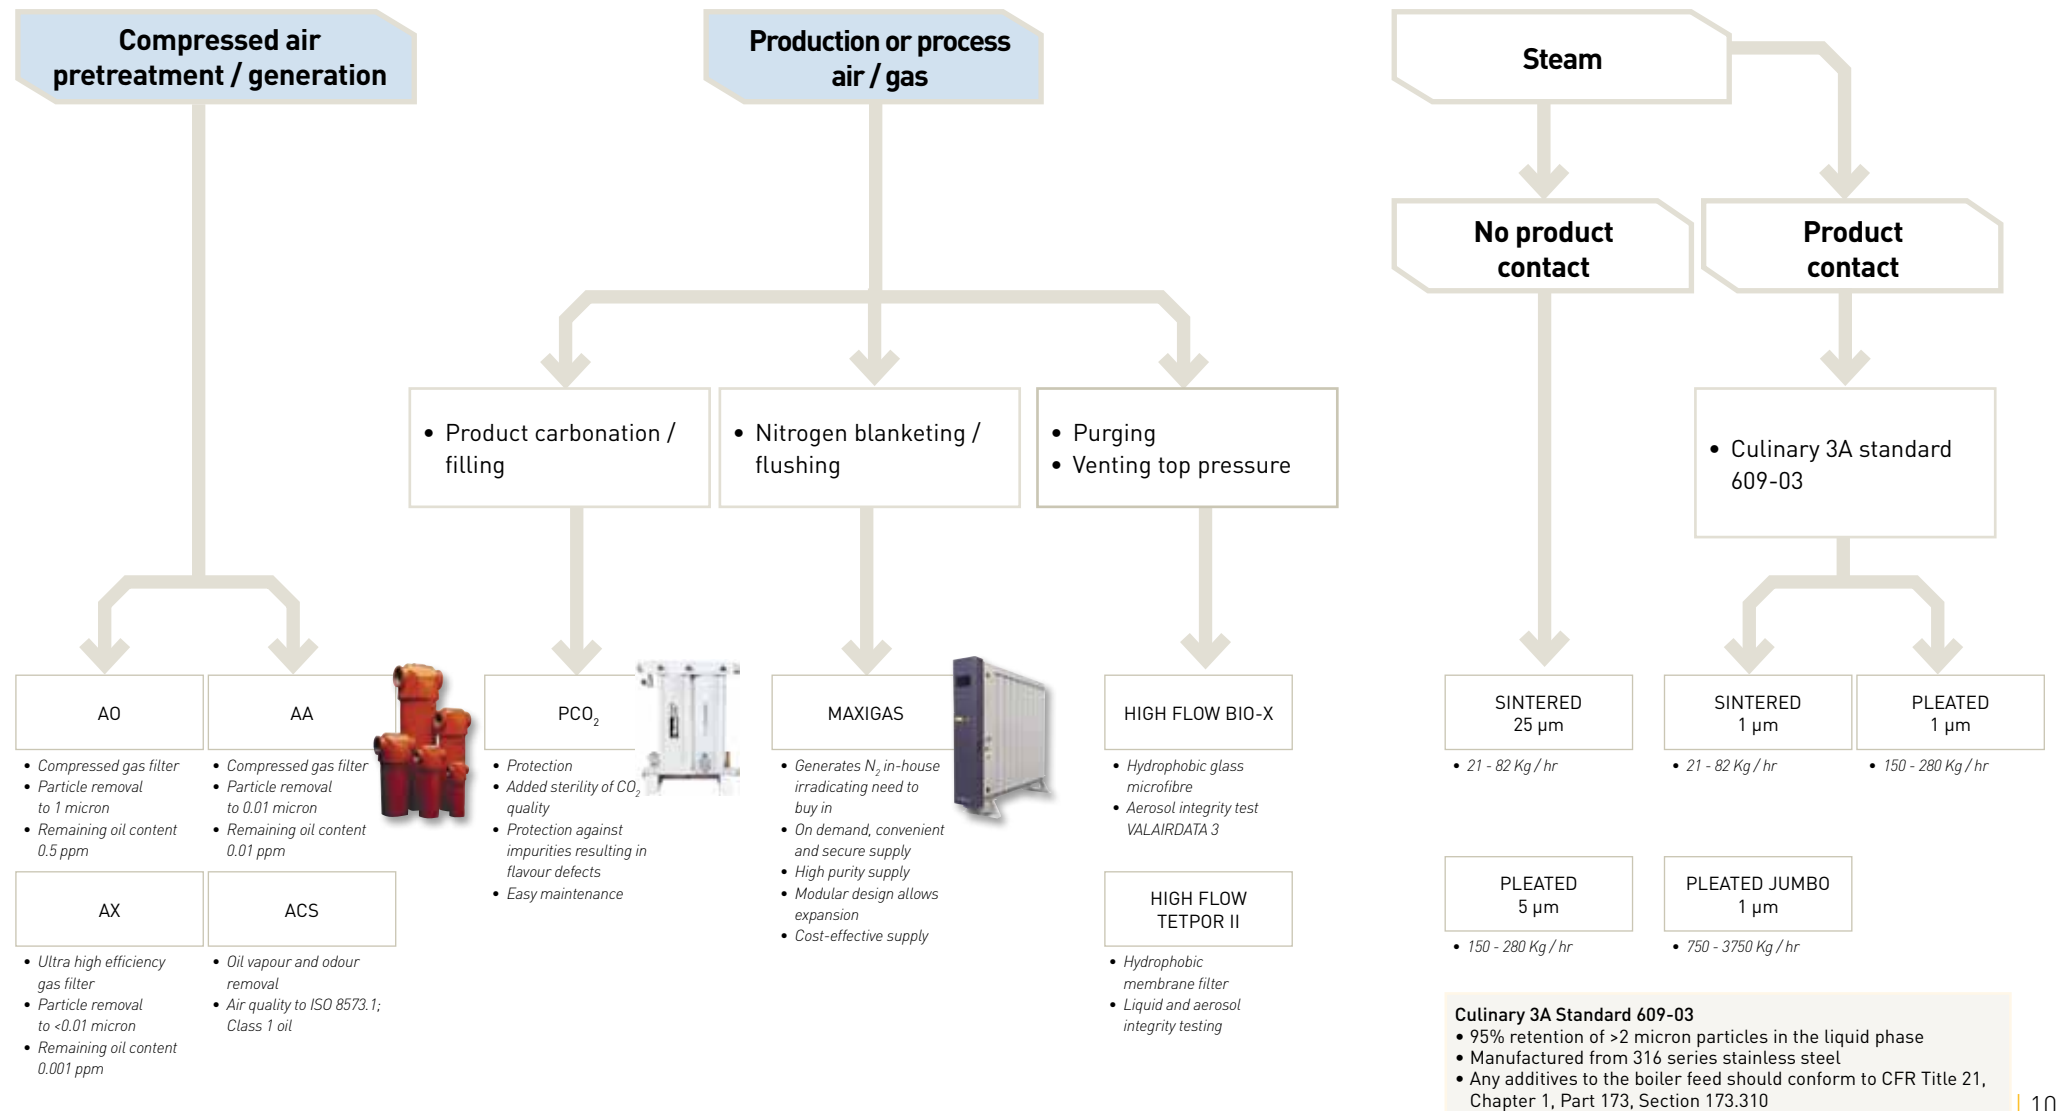 Compressed air
pretreatment / generation
Production or process
air / gas
Steam
No product
contact
Product
contact
• Product carbonation /
filling
• Nitrogen blanketing /
flushing
• Purging
• Venting top pressure
• Culinary 3A standard
609-03
AO
• Compressed gas filter
• Particle removal
to 1 micron
• Remaining oil content
0.5 ppm
AA
• Compressed gas filter
• Particle removal
to 0.01 micron
• Remaining oil content
0.01 ppm
AX
• Ultra high efficiency
gas filter
• Particle removal
to <0.01 micron
• Remaining oil content
0.001 ppm
ACS
• Oil vapour and odour
removal
• Air quality to ISO 8573.1;
Class 1 oil
PCO₂
• Protection
• Added sterility of CO₂
quality
• Protection against
impurities resulting in
flavour defects
• Easy maintenance
MAXIGAS
• Generates N₂ in-house
irradicating need to
buy in
• On demand, convenient
and secure supply
• High purity supply
• Modular design allows
expansion
• Cost-effective supply
HIGH FLOW BIO-X
• Hydrophobic glass
microfibre
• Aerosol integrity test
VALAIRDATA 3
HIGH FLOW
TETPOR II
• Hydrophobic
membrane filter
• Liquid and aerosol
integrity testing
SINTERED
25 µm
• 21 - 82 Kg / hr
SINTERED
1 µm
• 21 - 82 Kg / hr
PLEATED
1 µm
• 150 - 280 Kg / hr
PLEATED
5 µm
• 150 - 280 Kg / hr
PLEATED JUMBO
1 µm
• 750 - 3750 Kg / hr
Culinary 3A Standard 609-03
• 95% retention of >2 micron particles in the liquid phase
• Manufactured from 316 series stainless steel
• Any additives to the boiler feed should conform to CFR Title 21,
Chapter 1, Part 173, Section 173.310
10